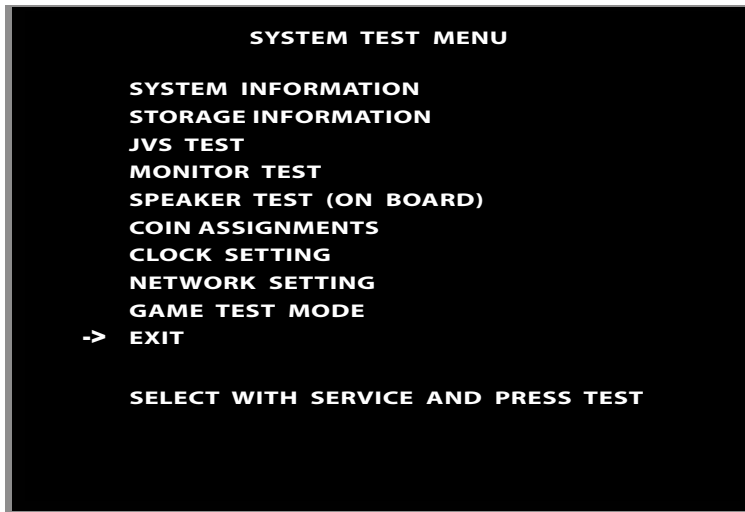 SYSTEM TEST MENU
SYSTEM INFORMATION
STORAGE INFORMATION
JVS TEST
MONITOR TEST
SPEAKER TEST (ON BOARD)
COIN ASSIGNMENTS
CLOCK SETTING
NETWORK SETTING
GAME TEST MODE
-> EXIT
SELECT WITH SERVICE AND PRESS TEST